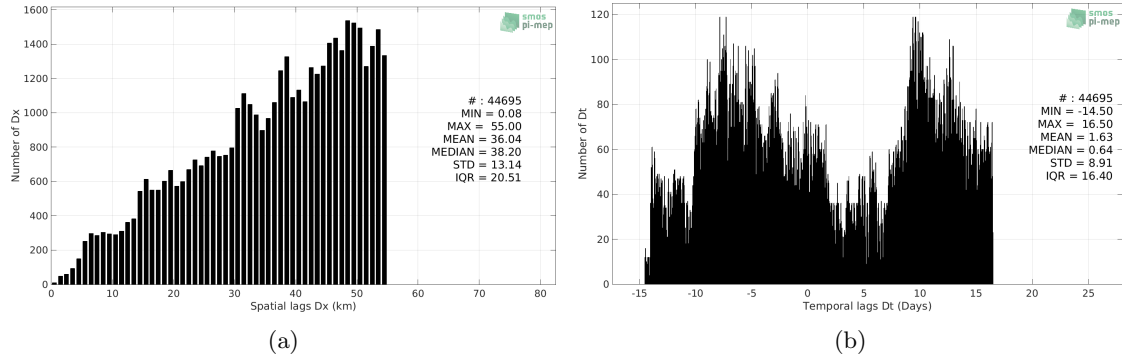 1600
1400
1200
1000
800
600
400
200
0
Number of Dx
smos
pi-mep
# : 44695
MIN = 0.08
MAX = 55.00
MEAN = 36.04
MEDIAN = 38.20
STD = 13.14
IQR = 20.51
0 10 20 30 40 50 60 70 80
Spatial lags Dx (km)
(a)
120
100
80
60
40
20
0
Number of Dt
smos
pi-mep
# : 44695
MIN = -14.50
MAX = 16.50
MEAN = 1.63
MEDIAN = 0.64
STD = 8.91
IQR = 16.40
-15 -10 -5 0 5 10 15 20 25
Temporal lags Dt (Days)
(b)